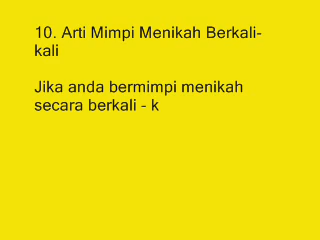 10. Arti Mimpi Menikah Berkali-
kali
Jika anda bermimpi menikah
secara berkali - k